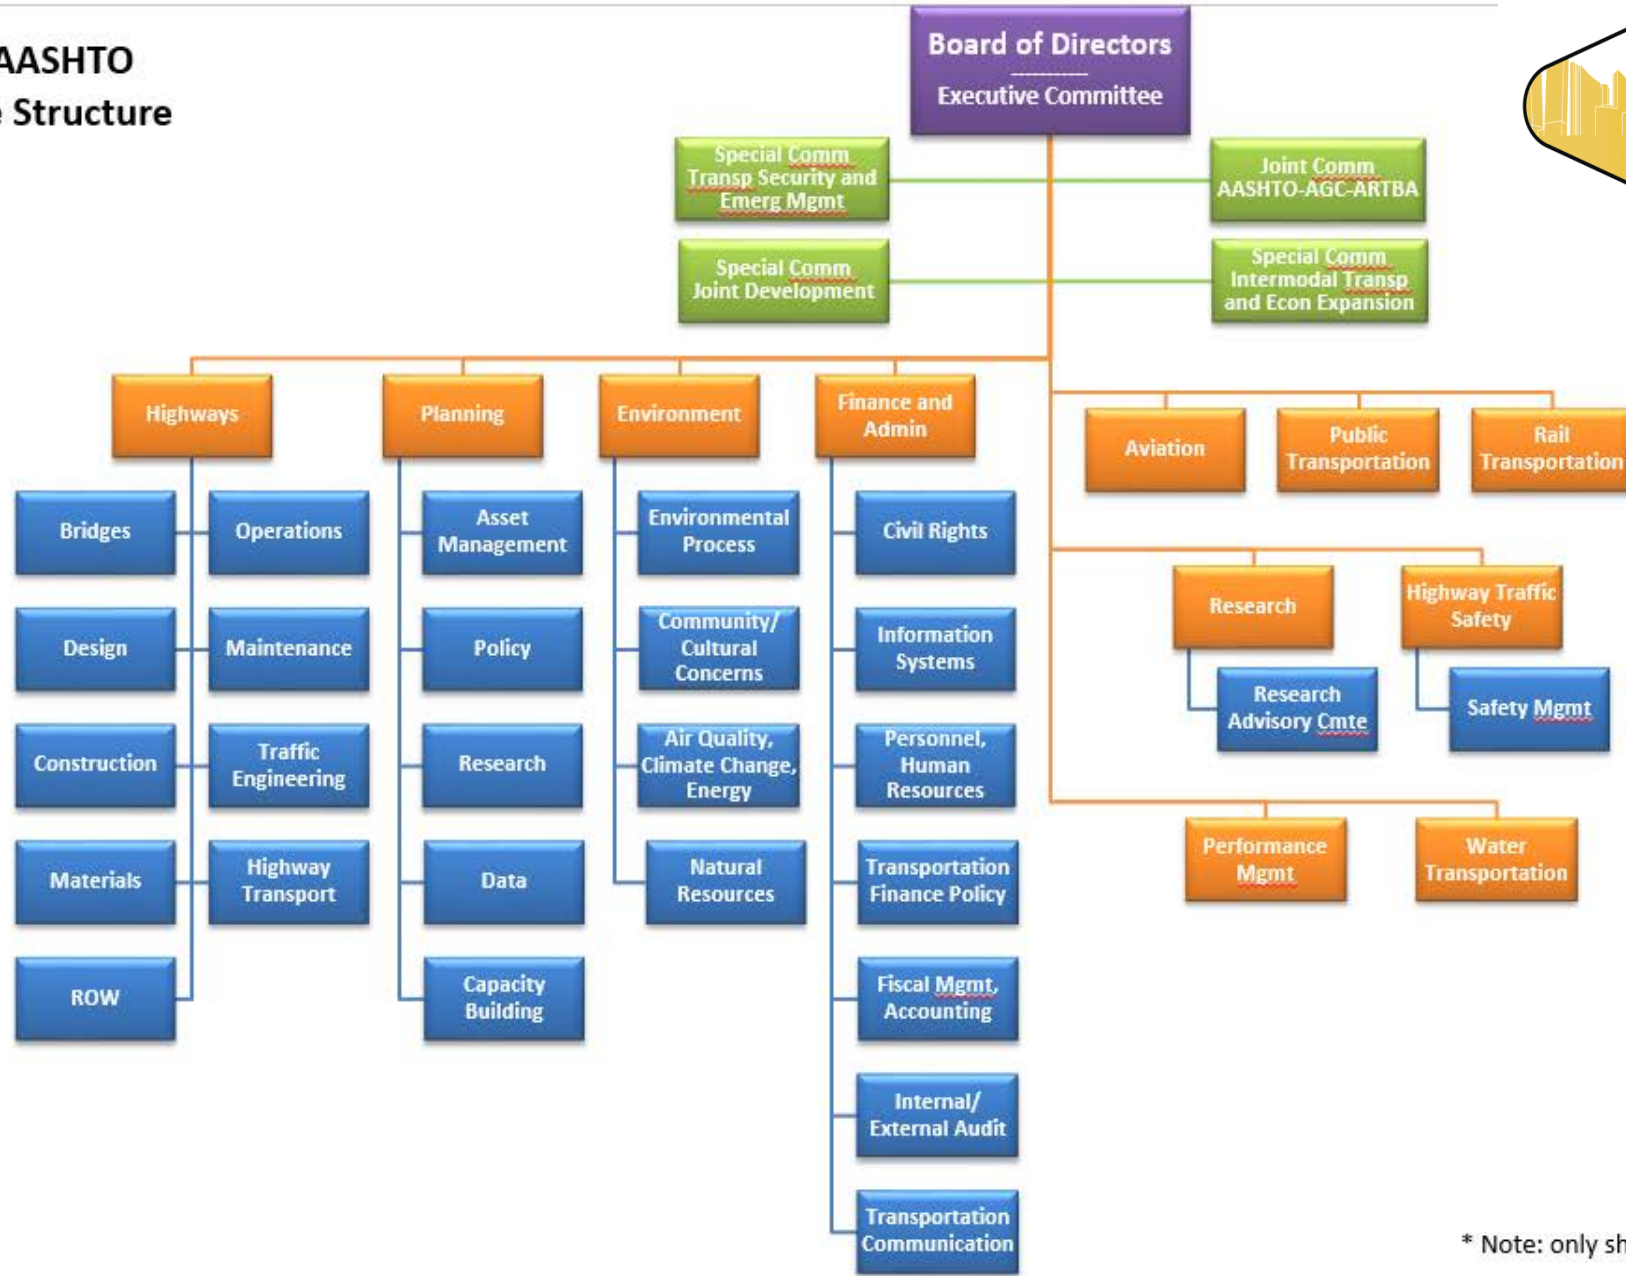 AASHTO
Structure
Board of Directors
Executive Committee
Special Comm
Transp Security and
Emerg Mgmt
Joint Comm
AASHTO-AGC-ARTBA
Special Comm
Joint Development
Special Comm
Intermodal Transp
and Econ Expansion
Highways
Planning
Environment
Finance and
Admin
Aviation
Public
Transportation
Rail
Transportation
Bridges
Operations
Asset
Management
Environmental
Process
Civil Rights
Research
Highway Traffic
Safety
Design
Maintenance
Policy
Community/
Cultural
Concerns
Information
Systems
Research
Advisory Cmte
Safety Mgmt
Construction
Traffic
Engineering
Research
Air Quality,
Climate Change,
Energy
Personnel,
Human
Resources
Performance
Mgmt
Water
Transportation
Materials
Highway
Transport
Data
Natural
Resources
Transportation
Finance Policy
ROW
Capacity
Building
Fiscal Mgmt,
Accounting
Internal/
External Audit
Transportation
Communication
* Note: only